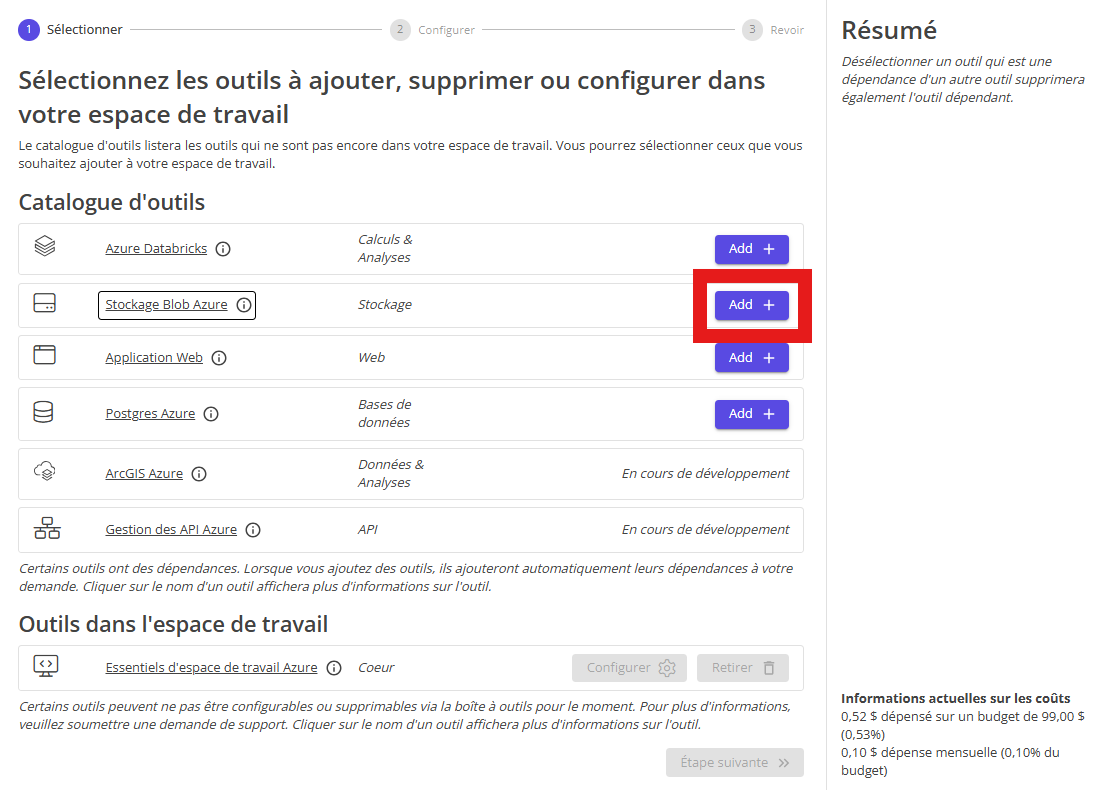 1 Sélectionner 2 Configurer 3 Revoir
Sélectionnez les outils à ajouter, supprimer ou configurer dans
votre espace de travail
Le catalogue d'outils listera les outils qui ne sont pas encore dans votre espace de travail. Vous pourrez sélectionner ceux que vous
souhaitez ajouter à votre espace de travail.
Catalogue d'outils
Azure Databricks
Calculs &
Analyses
Add +
Stockage Blob Azure
Stockage
Add +
Application Web
Web
Add +
Postgres Azure
Bases de
données
Add +
ArcGIS Azure
Données &
Analyses
En cours de développement
Gestion des API Azure
API
En cours de développement
Certains outils ont des dépendances. Lorsque vous ajoutez des outils, ils ajouteront automatiquement leurs dépendances à votre
demande. Cliquer sur le nom d'un outil affichera plus d'informations sur l'outil.
Outils dans l'espace de travail
Essentiels d'espace de travail Azure
Coeur
Configurer
Retirer
Certains outils peuvent ne pas être configurables ou supprimables via la boîte à outils pour le moment. Pour plus d'informations,
veuillez soumettre une demande de support. Cliquer sur le nom d'un outil affichera plus d'informations sur l'outil.
Étape suivante
Résumé
Désélectionner un outil qui est une
dépendance d'un autre outil supprimera
également l'outil dépendant.
Informations actuelles sur les coûts
0,52 $ dépensé sur un budget de 99,00 $
(0,53%)
0,10 $ dépense mensuelle (0,10% du
budget)